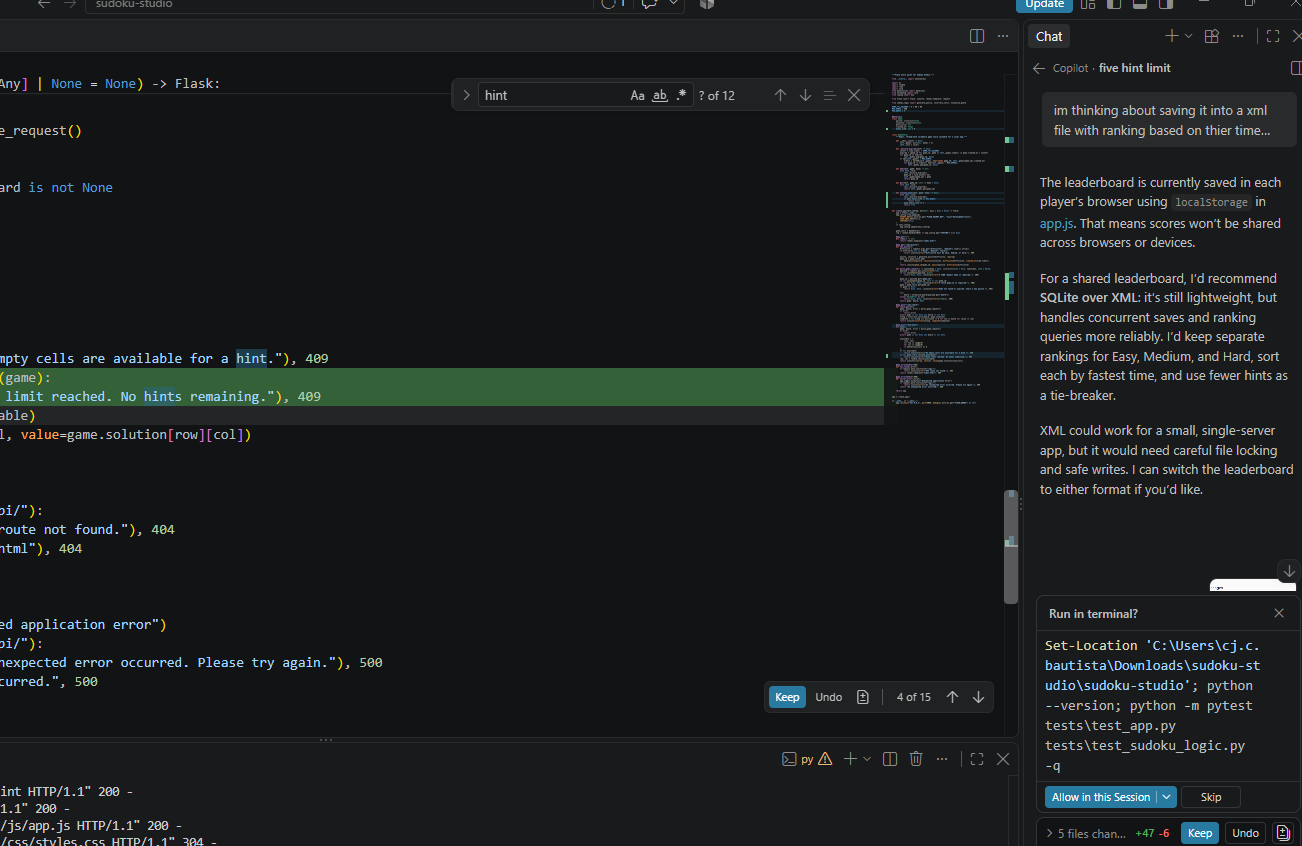 sudoku-studio
Update
Chat
Any] | None = None) -> Flask:
hint
Aa
ab
.*
? of 12
Copilot · five hint limit
e_request()
im thinking about saving it into a xml
file with ranking based on thier time...
ard is not None
The leaderboard is currently saved in each
player's browser using localStorage in
app.js. That means scores won't be shared
across browsers or devices.
For a shared leaderboard, I'd recommend
SQLite over XML: it's still lightweight, but
handles concurrent saves and ranking
queries more reliably. I'd keep separate
rankings for Easy, Medium, and Hard, sort
each by fastest time, and use fewer hints as
a tie-breaker.
XML could work for a small, single-server
app, but it would need careful file locking
and safe writes. I can switch the leaderboard
to either format if you'd like.
mpty cells are available for a hint."), 409
(game):
limit reached. No hints remaining."), 409
able)
l, value=game.solution[row][col])
pi/"):
route not found."), 404
html"), 404
ed application error")
pi/"):
nexpected error occurred. Please try again."), 500
curred.", 500
Keep
Undo
4 of 15
Run in terminal?
Set-Location 'C:\Users\cj.c.
bautista\Downloads\sudoku-st
udio\sudoku-studio'; python
--version; python -m pytest
tests\test_app.py
tests\test_sudoku_logic.py
-q
Allow in this Session
Skip
5 files chan... +47 -6
Keep
Undo
py
int HTTP/1.1" 200 -
1.1" 200 -
/js/app.js HTTP/1.1" 200 -
/css/styles.css HTTP/1.1" 304 -